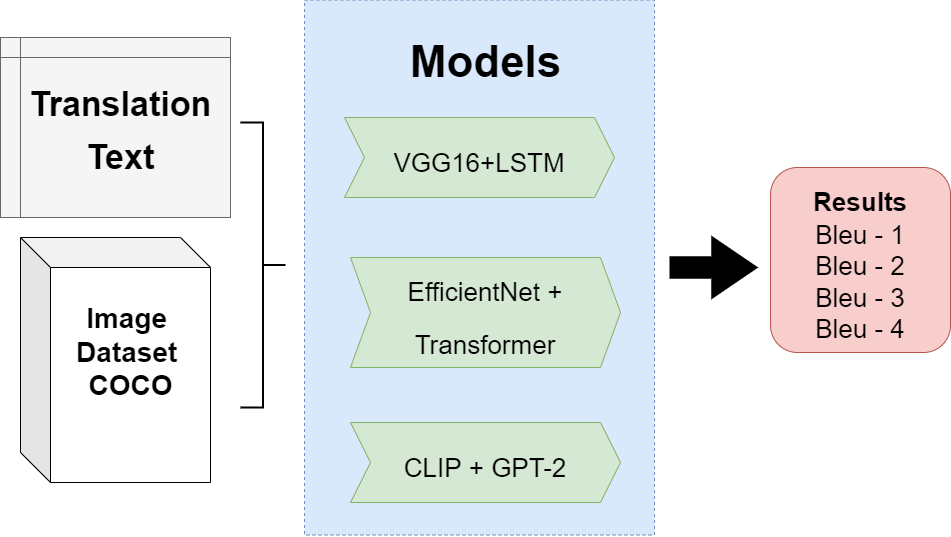 Translation
Text
Image
Dataset
COCO
Models
VGG16+LSTM
EfficientNet +
Transformer
CLIP + GPT-2
Results
Bleu - 1
Bleu - 2
Bleu - 3
Bleu - 4